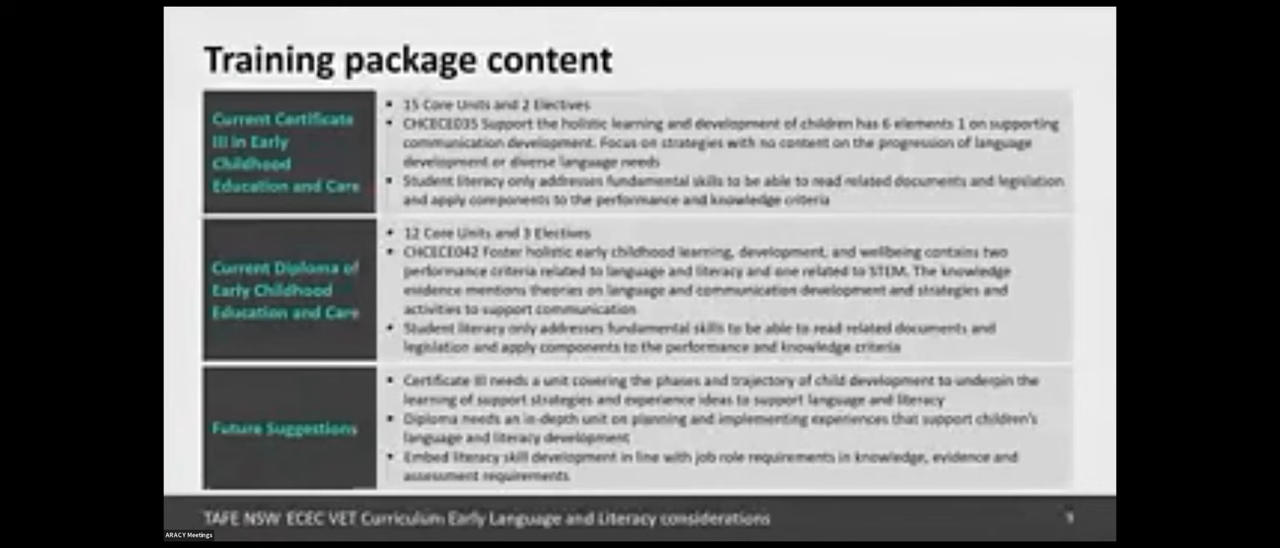 Training package content
Current Certificate
III in Early
Childhood
Education and Care
▪ 15 Core Units and 2 Electives
▪ CHCECE035 Support the holistic learning and development of children has 6 elements 1 on supporting
communication development. Focus on strategies with no content on the progression of language
development or diverse language needs
▪ Student literacy only addresses fundamental skills to be able to read related documents and legislation
and apply components to the performance and knowledge criteria
Current Diploma of
Early Childhood
Education and Care
▪ 12 Core Units and 3 Electives
▪ CHCECE042 Foster holistic early childhood learning, development, and wellbeing contains two
performance criteria related to language and literacy and one related to STEM. The knowledge
evidence mentions theories on language and communication development and strategies and
activities to support communication
▪ Student literacy only addresses fundamental skills to be able to read related documents and
legislation and apply components to the performance and knowledge criteria
Future Suggestions
▪ Certificate III needs a unit covering the phases and trajectory of child development to underpin the
learning of support strategies and experience ideas to support language and literacy
▪ Diploma needs an in-depth unit on planning and implementing experiences that support children's
language and literacy development
▪ Embed literacy skill development in line with job role requirements in knowledge, evidence and
assessment requirements
TAFE NSW ECEC VET Curriculum Early Language and Literacy considerations
ARACY Meetings